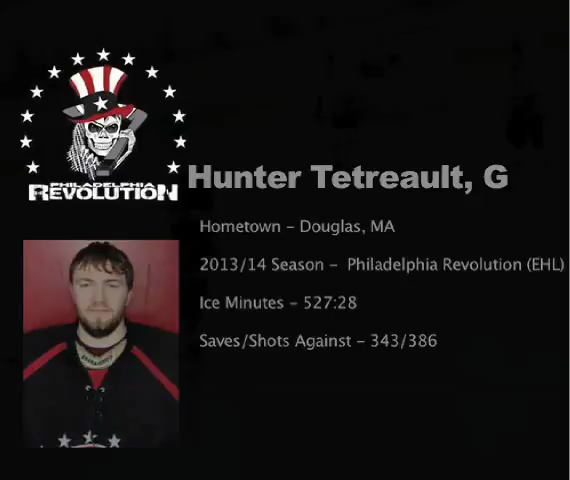 PHILADELPHIA
REVOLUTION
Hunter Tetreault, G
Hometown – Douglas, MA
2013/14 Season – Philadelphia Revolution (EHL)
Ice Minutes – 527:28
Saves/Shots Against – 343/386